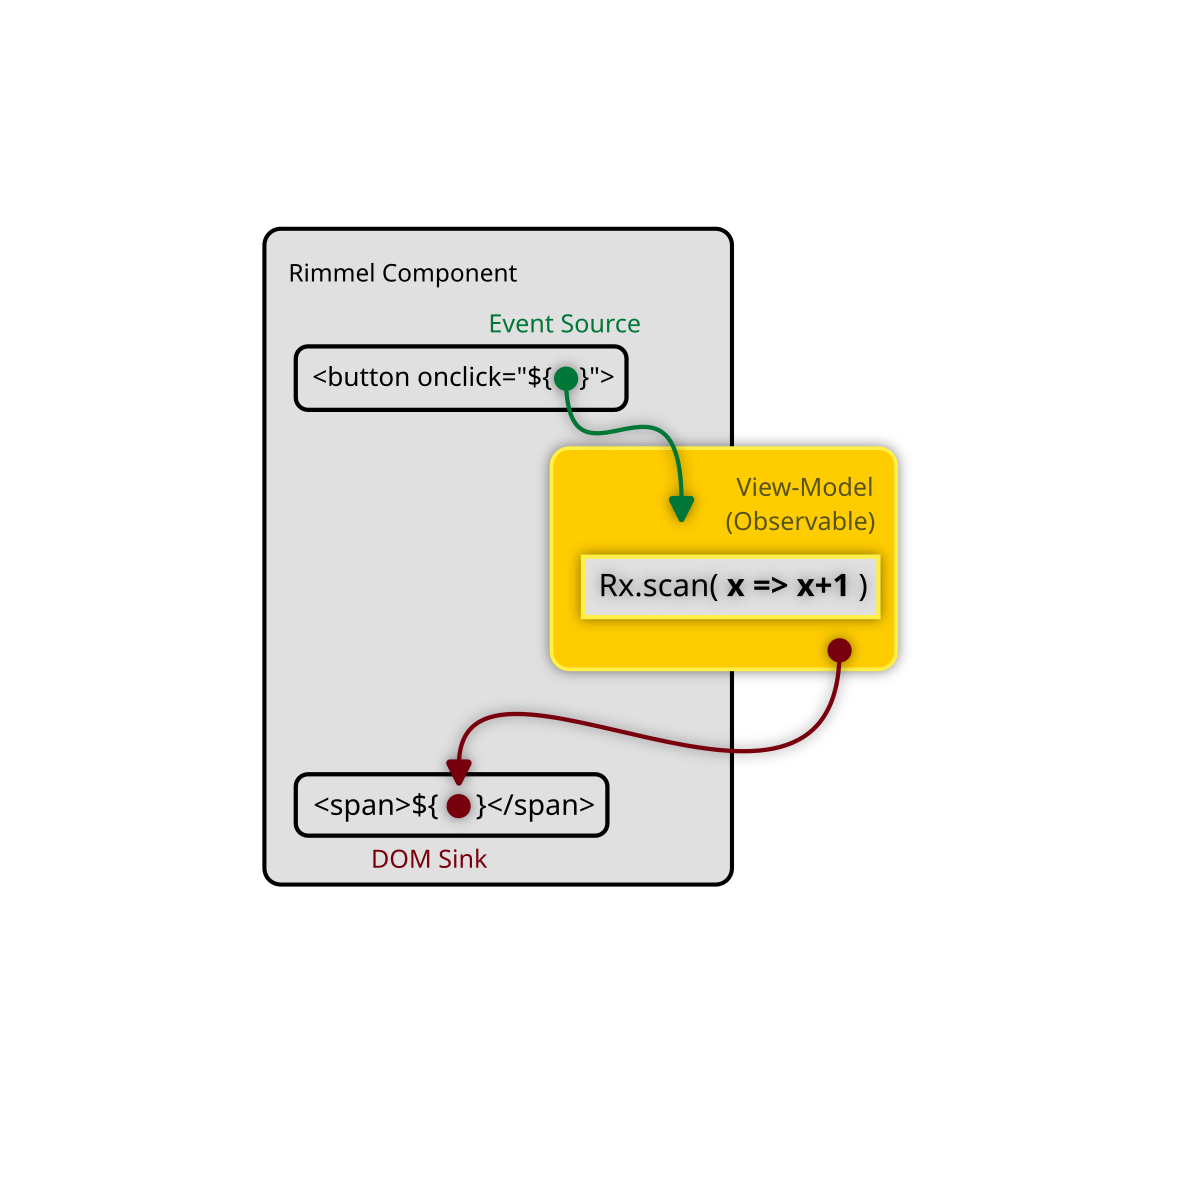 Rimmel Component
Event Source
<button onclick="${ }">
View-Model
(Observable)
Rx.scan( x => x+1 )
<span>${ }</span>
DOM Sink